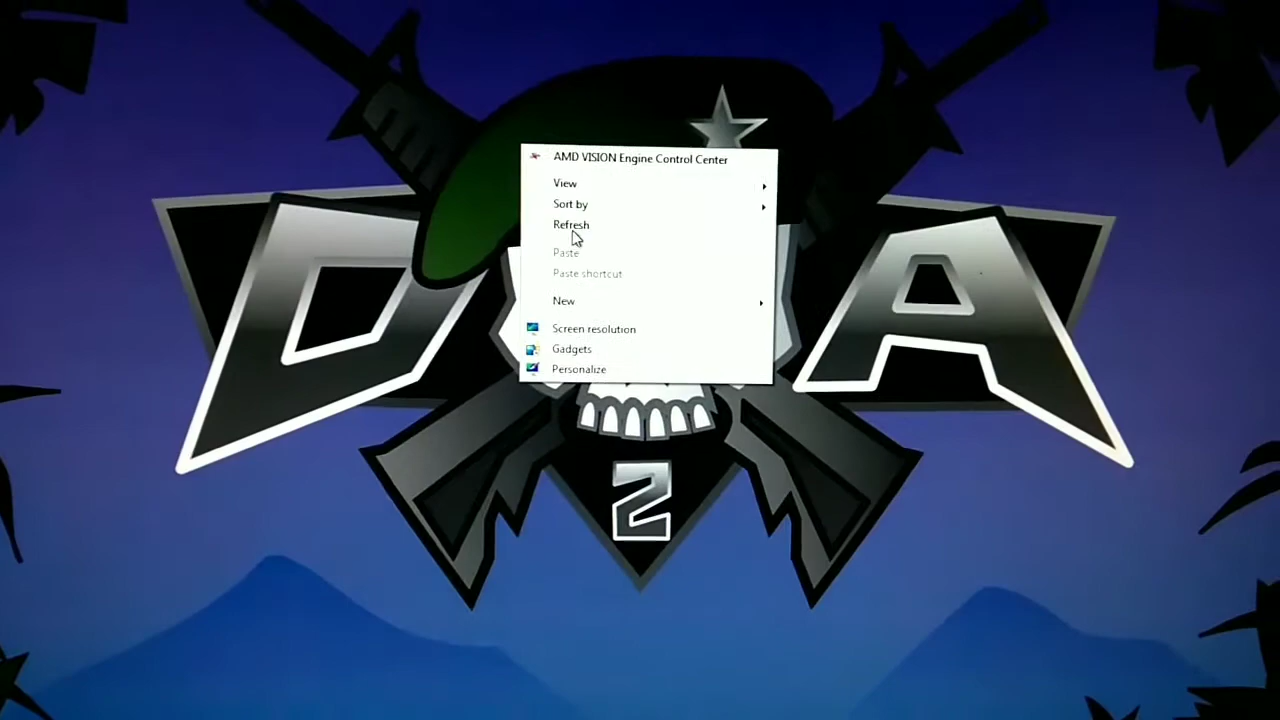 AMD VISION Engine Control Center
View
Sort by
Refresh
Paste
Paste shortcut
New
Screen resolution
Gadgets
Personalize
D A
2